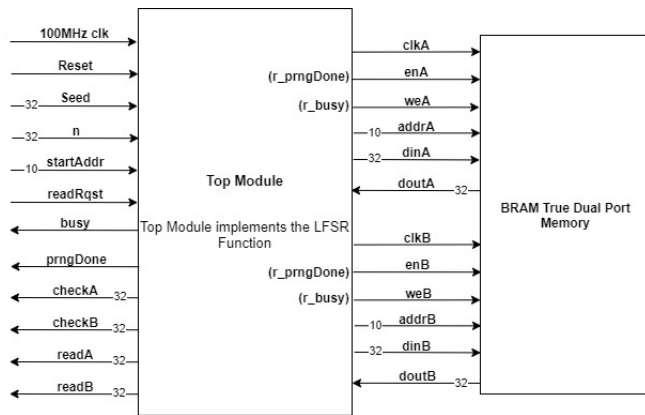 100MHz clk
Reset
32 Seed
32 n
10 startAddr
readRqst
busy
prngDone
checkA 32
checkB 32
readA 32
readB 32
Top Module
Top Module implements the LFSR
Function
(r_prngDone)
(r_busy)
(r_prngDone)
(r_busy)
clkA
enA
weA
10 addrA
32 dinA
doutA 32
clkB
enB
weB
10 addrB
32 dinB
doutB 32
BRAM True Dual Port
Memory